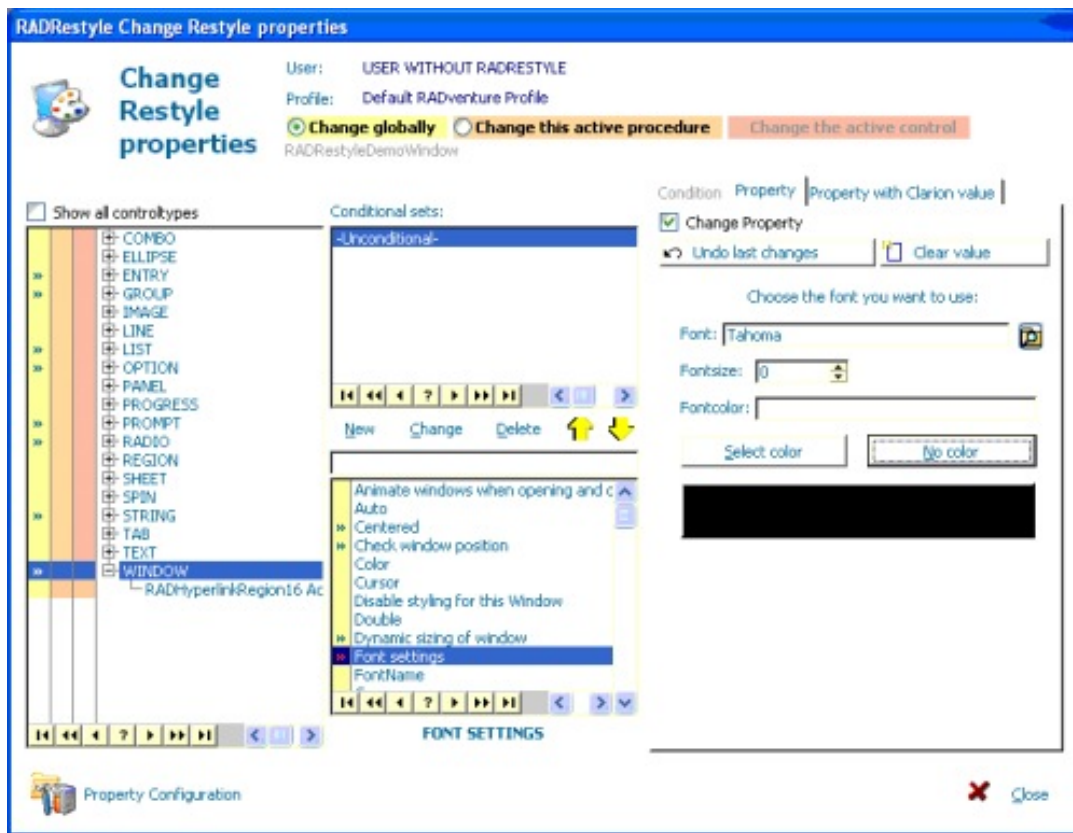 RADRestyle Change Restyle properties
Change
Restyle
properties
User: USER WITHOUT RADRESTYLE
Profile: Default RADventure Profile
Change globally Change this active procedure Change the active control
RADRestyleDemoWindow
Show all controltypes
COMBO
ELLIPSE
ENTRY
GROUP
IMAGE
LINE
LIST
OPTION
PANEL
PROGRESS
PROMPT
RADIO
REGION
SHEET
SPIN
STRING
TAB
TEXT
WINDOW
RADHyperlinkRegion16 Ac
Conditional sets:
-Unconditional-
?
New Change Delete
Animate windows when opening and c
Auto
Centered
Check window position
Color
Cursor
Disable styling for this Window
Double
Dynamic sizing of window
Font settings
FontName
?
FONT SETTINGS
Condition Property Property with Clarion value
Change Property
Undo last changes Clear value
Choose the font you want to use:
Font: Tahoma
Fontsize: 0
Fontcolor:
Select color No color
?
Property Configuration
Close